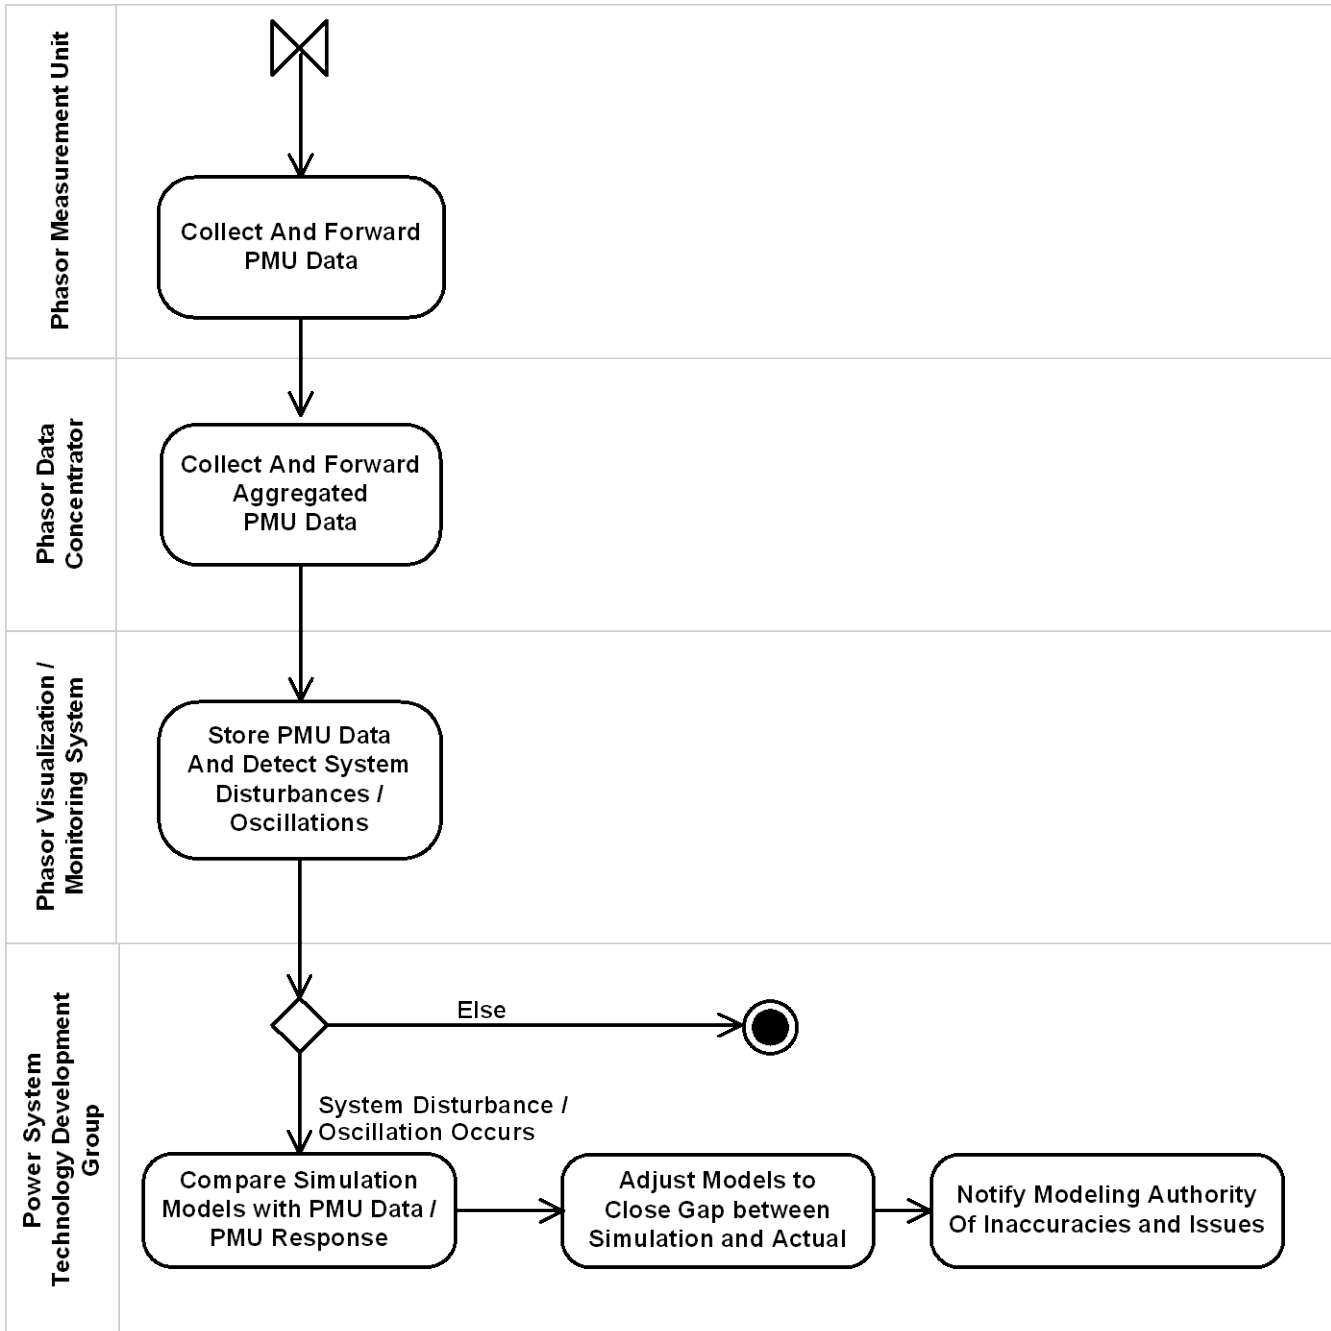 Phasor Measurement Unit
Collect And Forward
PMU Data
Phasor Data
Concentrator
Collect And Forward
Aggregated
PMU Data
Phasor Visualization /
Monitoring System
Store PMU Data
And Detect System
Disturbances /
Oscillations
Power System
Technology Development
Group
Else
System Disturbance /
Oscillation Occurs
Compare Simulation
Models with PMU Data /
PMU Response
Adjust Models to
Close Gap between
Simulation and Actual
Notify Modeling Authority
Of Inaccuracies and Issues